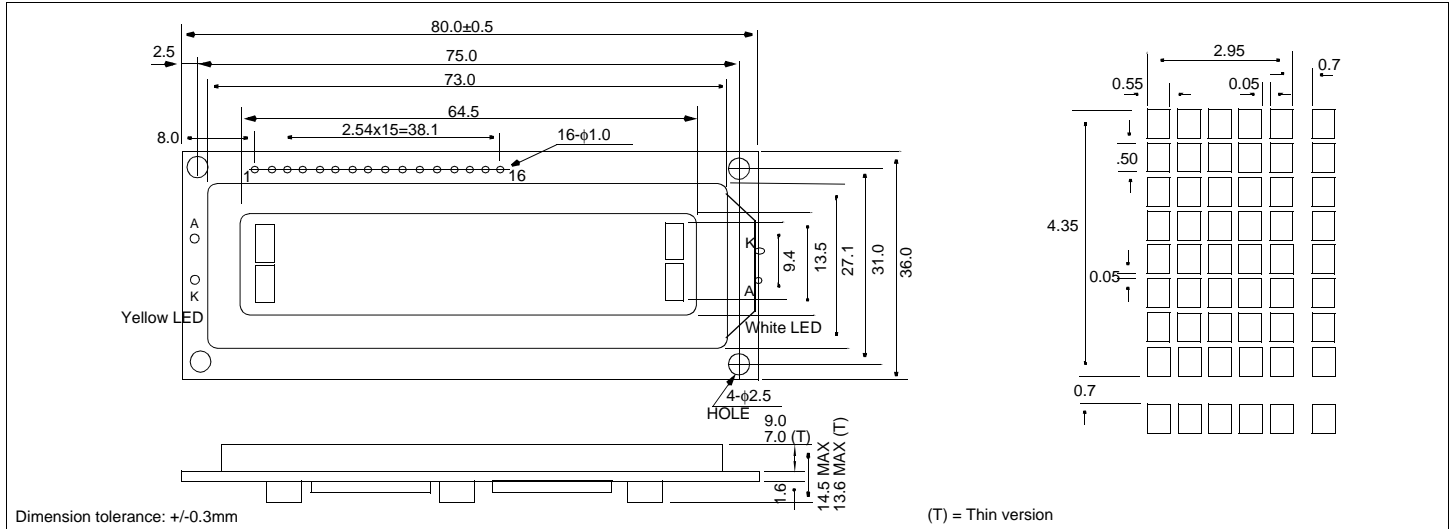 80.0±0.5
2.5
75.0
73.0
64.5
8.0
2.54x15=38.1
16-ϕ1.0
1
16
A
K
Yellow LED
K
A
White LED
9.4
13.5
27.1
31.0
36.0
4-ϕ2.5
HOLE
9.0
7.0 (T)
1.6
14.5 MAX
13.6 MAX (T)
2.95
0.7
0.55
0.05
.50
4.35
0.05
0.7
Dimension tolerance: +/-0.3mm
(T) = Thin version